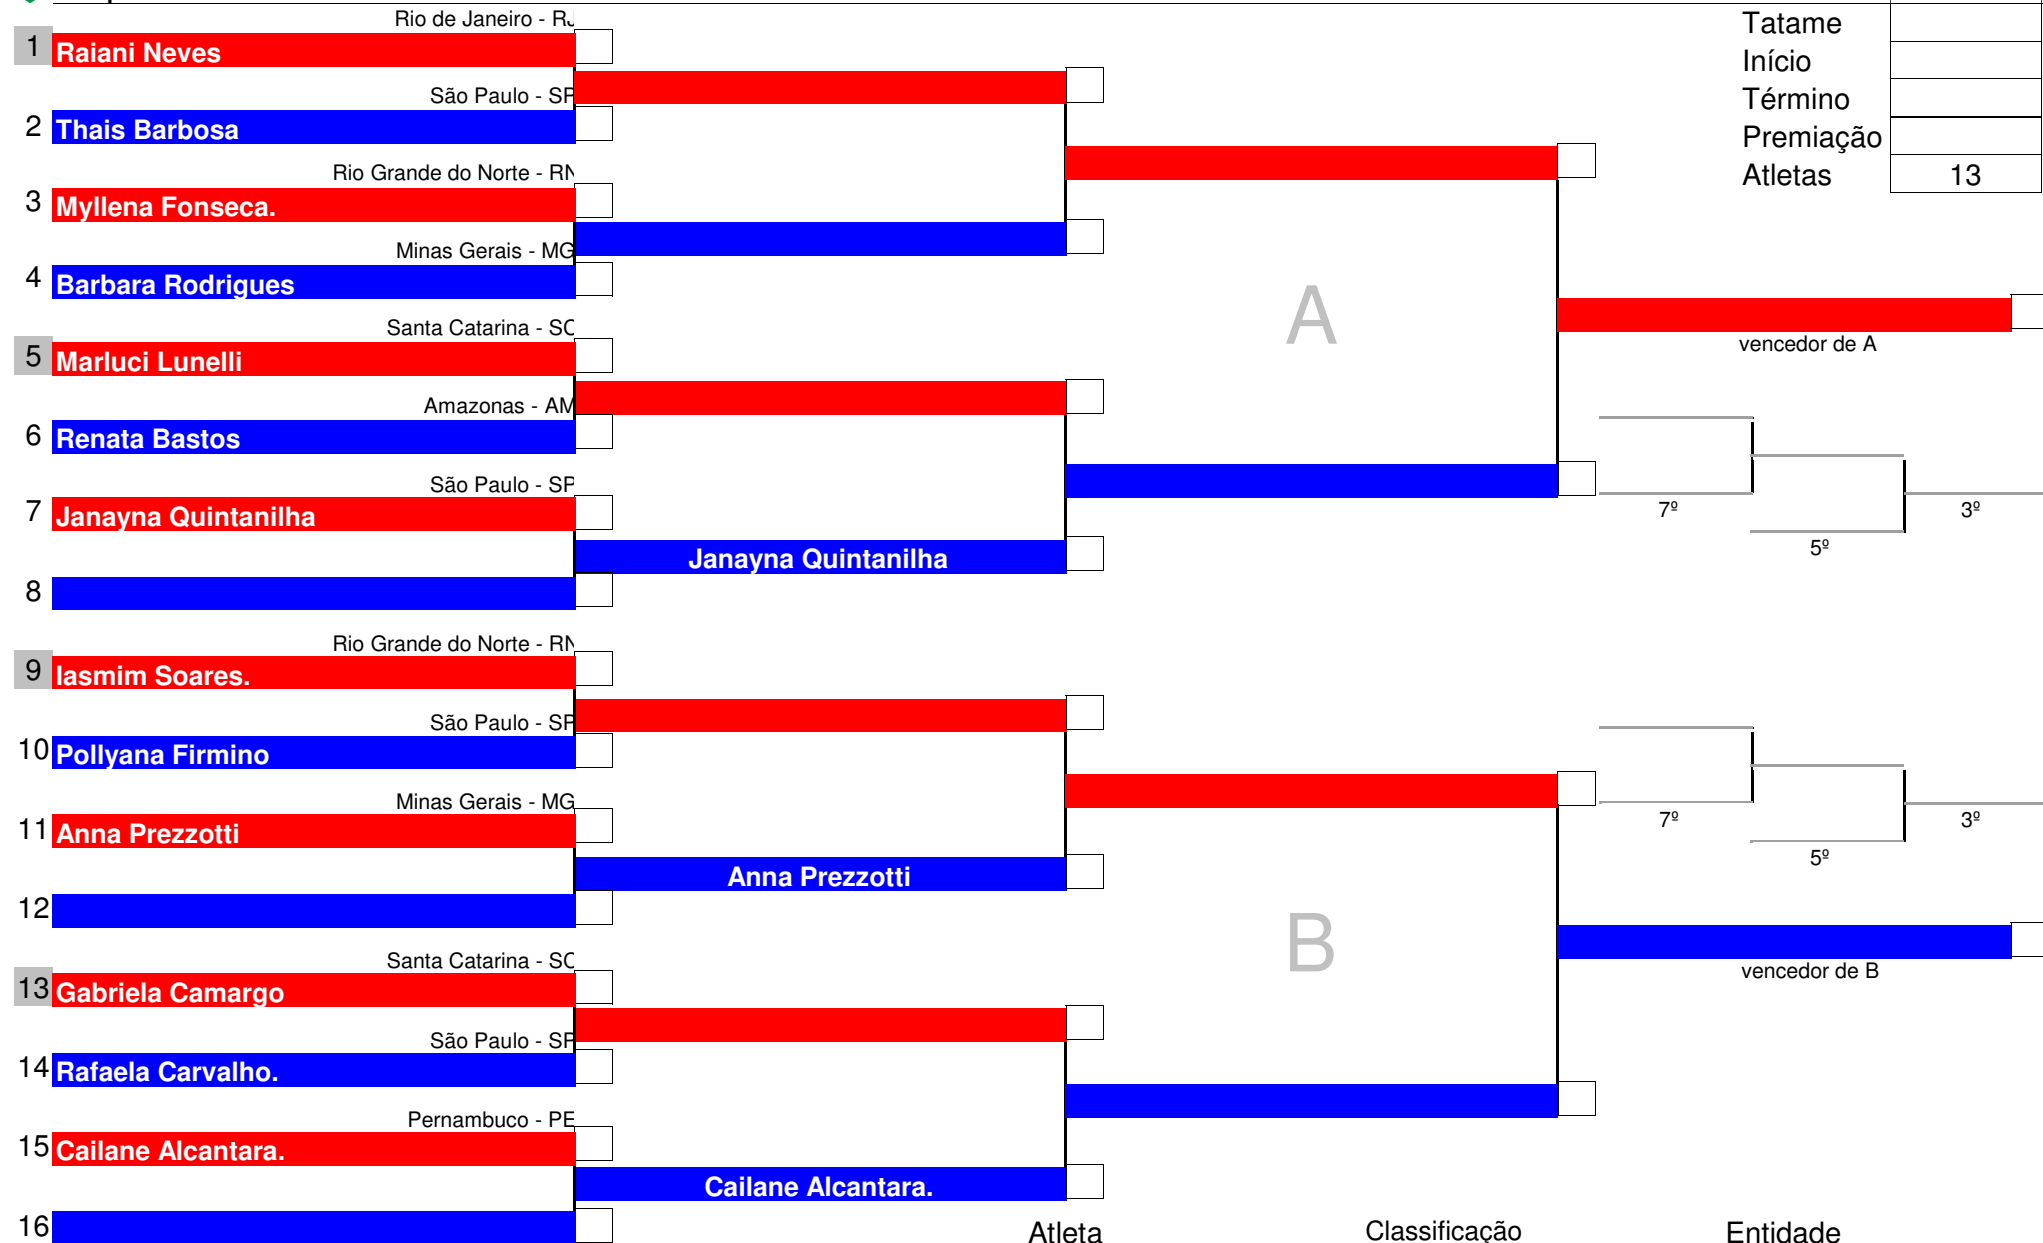 Rio de Janeiro - RJ
Tatame
1 Raiani Neves
Início
São Paulo - SP
Término
2 Thais Barbosa
Premiação
Rio Grande do Norte - RN
Atletas 13
3 Myllena Fonseca.
Minas Gerais - MG
4 Barbara Rodrigues
A
Santa Catarina - SC
vencedor de A
5 Marluci Lunelli
Amazonas - AM
6 Renata Bastos
São Paulo - SP
7 Janayna Quintanilha
7º 3º
5º
Janayna Quintanilha
8
Rio Grande do Norte - RN
9 Iasmim Soares.
São Paulo - SP
10 Pollyana Firmino
Minas Gerais - MG
11 Anna Prezzotti
7º 3º
5º
Anna Prezzotti
12
B
Santa Catarina - SC
vencedor de B
13 Gabriela Camargo
São Paulo - SP
14 Rafaela Carvalho.
Pernambuco - PE
15 Cailane Alcantara.
Cailane Alcantara.
16
Atleta Classificação Entidade